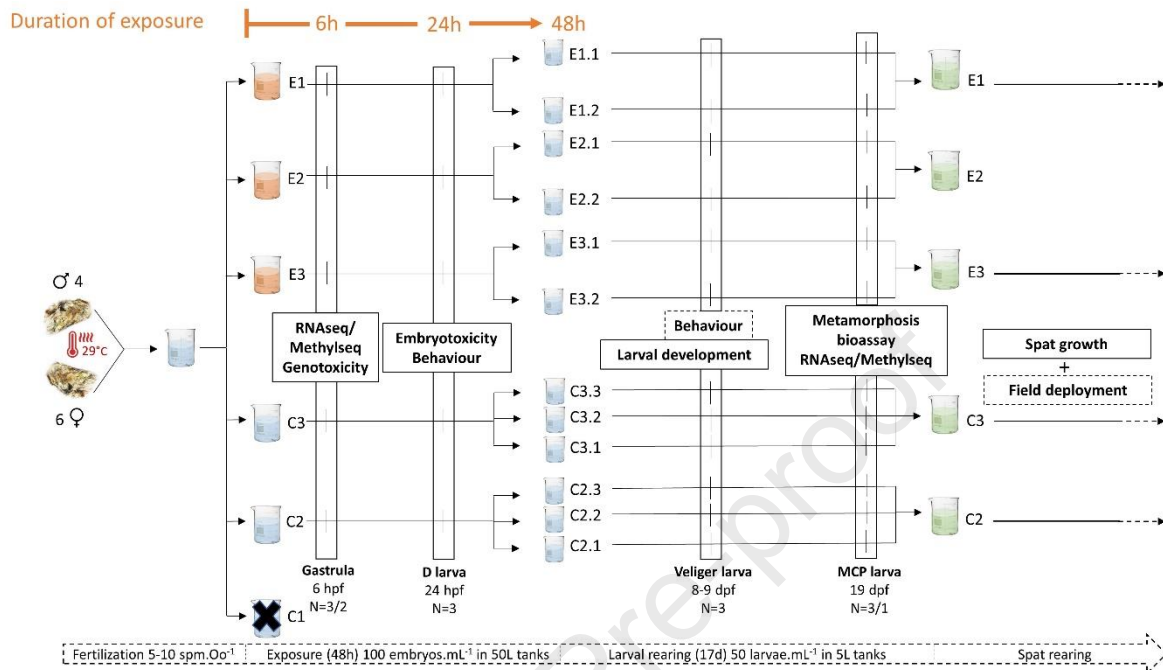 Duration of exposure
6h
24h
48h
E1
E2
E3
C3
C2
C1
♂ 4
29°C
6 ♀
E1.1
E1.2
E2.1
E2.2
E3.1
E3.2
C3.3
C3.2
C3.1
C2.3
C2.2
C2.1
RNAseq/
Methylseq
Genotoxicity
Embryotoxicity
Behaviour
Behaviour
Larval development
Metamorphosis
bioassay
RNAseq/Methylseq
E1
E2
E3
C3
C2
Spat growth
+
Field deployment
Gastrula
6 hpf
N=3/2
D larva
24 hpf
N=3
Veliger larva
8-9 dpf
N=3
MCP larva
19 dpf
N=3/1
Fertilization 5-10 spm.Oo⁻¹
Exposure (48h) 100 embryos.mL⁻¹ in 50L tanks
Larval rearing (17d) 50 larvae.mL⁻¹ in 5L tanks
Spat rearing
pre-proof